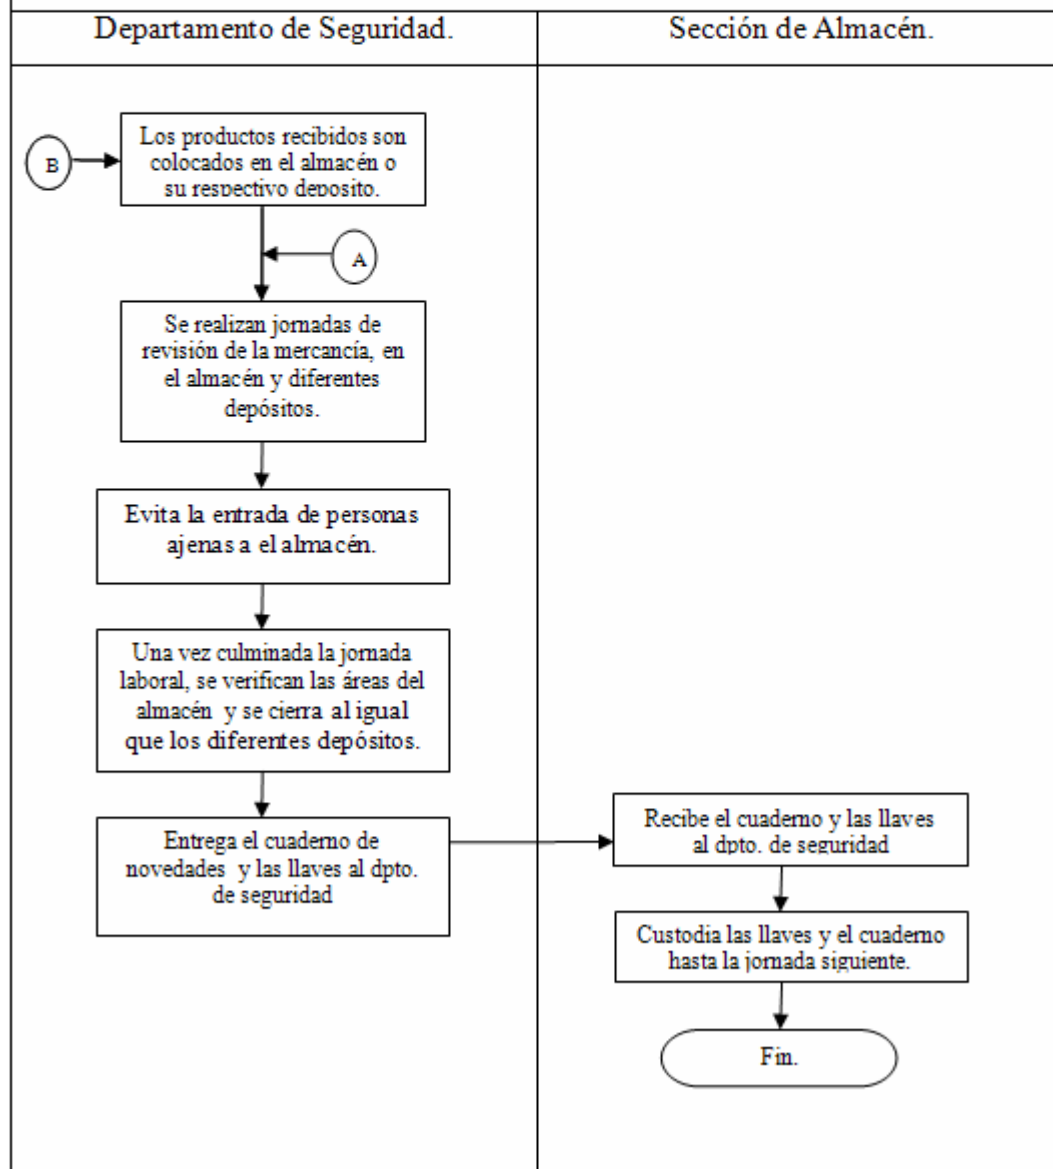 Departamento de Seguridad.
Sección de Almacén.
B
Los productos recibidos son
colocados en el almacén o
su respectivo deposito.
A
Se realizan jornadas de
revisión de la mercancía, en
el almacén y diferentes
depósitos.
Evita la entrada de personas
ajenas a el almacén.
Una vez culminada la jornada
laboral, se verifican las áreas del
almacén y se cierra al igual
que los diferentes depósitos.
Entrega el cuaderno de
novedades y las llaves al dpto.
de seguridad
Recibe el cuaderno y las llaves
al dpto. de seguridad
Custodia las llaves y el cuaderno
hasta la jornada siguiente.
Fin.